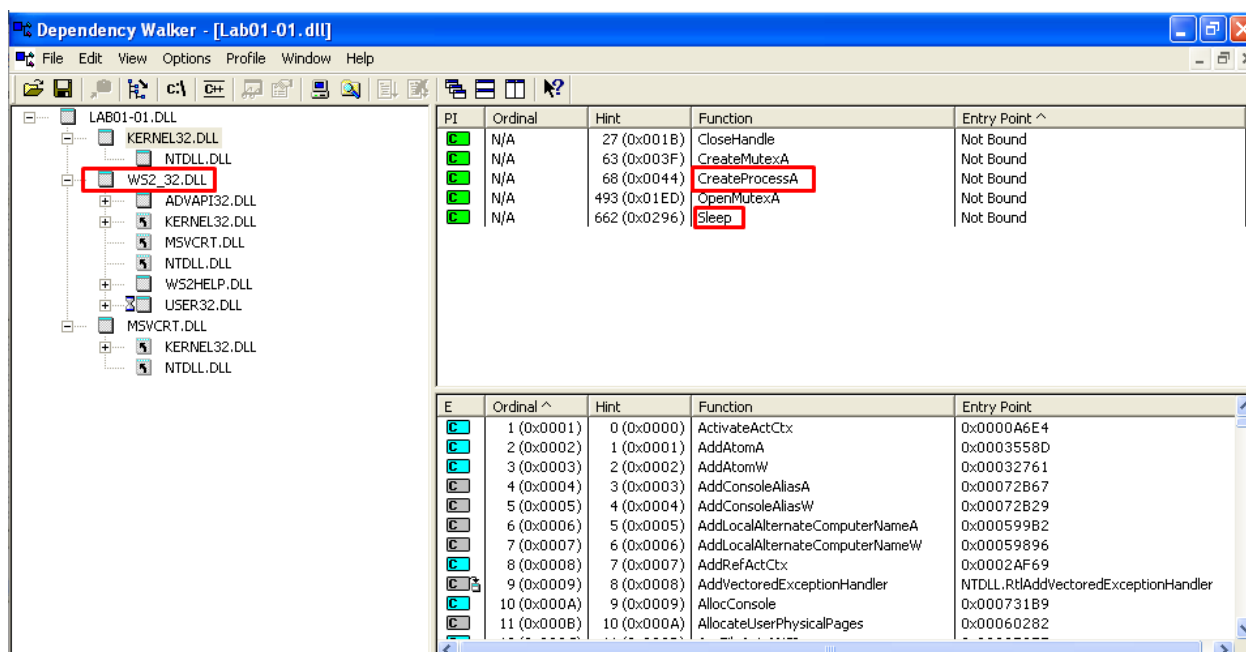 Dependency Walker - [Lab01-01.dll]
File Edit View Options Profile Window Help
C:\ C++
LAB01-01.DLL
KERNEL32.DLL
NTDLL.DLL
WS2_32.DLL
ADVAPI32.DLL
KERNEL32.DLL
MSVCRT.DLL
NTDLL.DLL
WS2HELP.DLL
USER32.DLL
MSVCRT.DLL
KERNEL32.DLL
NTDLL.DLL
PI Ordinal Hint Function Entry Point ^
C N/A 27 (0x001B) CloseHandle Not Bound
C N/A 63 (0x003F) CreateMutexA Not Bound
C N/A 68 (0x0044) CreateProcessA Not Bound
C N/A 493 (0x01ED) OpenMutexA Not Bound
C N/A 662 (0x0296) Sleep Not Bound
E Ordinal ^ Hint Function Entry Point
C 1 (0x0001) 0 (0x0000) ActivateActCtx 0x0000A6E4
C 2 (0x0002) 1 (0x0001) AddAtomA 0x0003558D
C 3 (0x0003) 2 (0x0002) AddAtomW 0x00032761
C 4 (0x0004) 3 (0x0003) AddConsoleAliasA 0x00072B67
C 5 (0x0005) 4 (0x0004) AddConsoleAliasW 0x00072B29
C 6 (0x0006) 5 (0x0005) AddLocalAlternateComputerNameA 0x000599B2
C 7 (0x0007) 6 (0x0006) AddLocalAlternateComputerNameW 0x00059896
C 8 (0x0008) 7 (0x0007) AddRefActCtx 0x0002AF69
C 9 (0x0009) 8 (0x0008) AddVectoredExceptionHandler NTDLL.RtlAddVectoredExceptionHandler
C 10 (0x000A) 9 (0x0009) AllocConsole 0x000731B9
C 11 (0x000B) 10 (0x000A) AllocateUserPhysicalPages 0x00060282